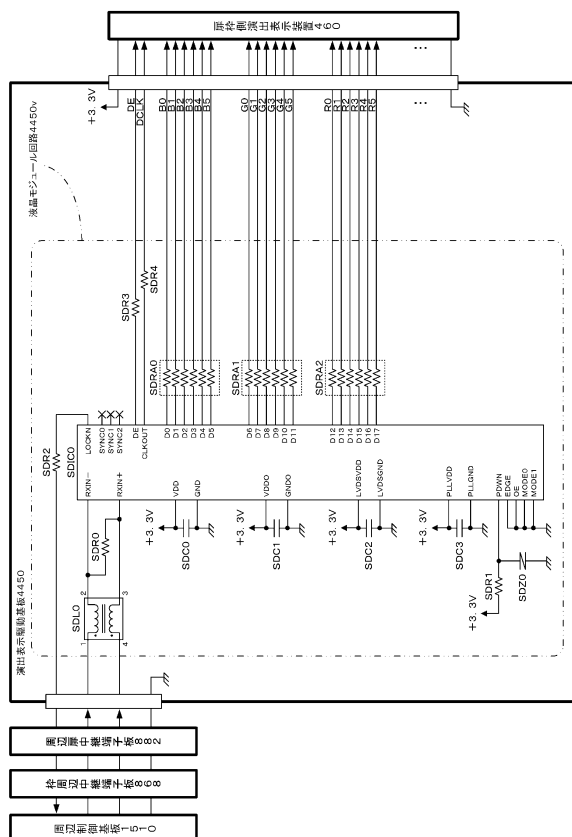 扉枠側演出表示装置460
+3.3V
DE
DCLK
B0
B1
B2
B3
B4
B5
G0
G1
G2
G3
G4
G5
R0
R1
R2
R3
R4
R5
液晶モジュール回路4450v
SDR3
SDR4
SDRA0
SDRA1
SDRA2
SDR2
SDIC0
LOCKN
SYNC0
SYNC1
SYNC2
DE
CLKOUT
D0
D1
D2
D3
D4
D5
D6
D7
D8
D9
D10
D11
D12
D13
D14
D15
D16
D17
RXIN-
RXIN+
VDD
GND
VDDO
GNDO
LVDSVDD
LVDSGND
PLLVDD
PLLGND
PDWN
EDGE
OE
MODE0
MODE1
SDR0
+3.3V
SDC0
+3.3V
SDC1
+3.3V
SDC2
+3.3V
SDC3
SDR1
SDZ0
+3.3V
SDL0
1
2
3
4
演出表示駆動基板4450
周辺扉中継端子板882
枠周辺中継端子板868
周辺制御基板1510